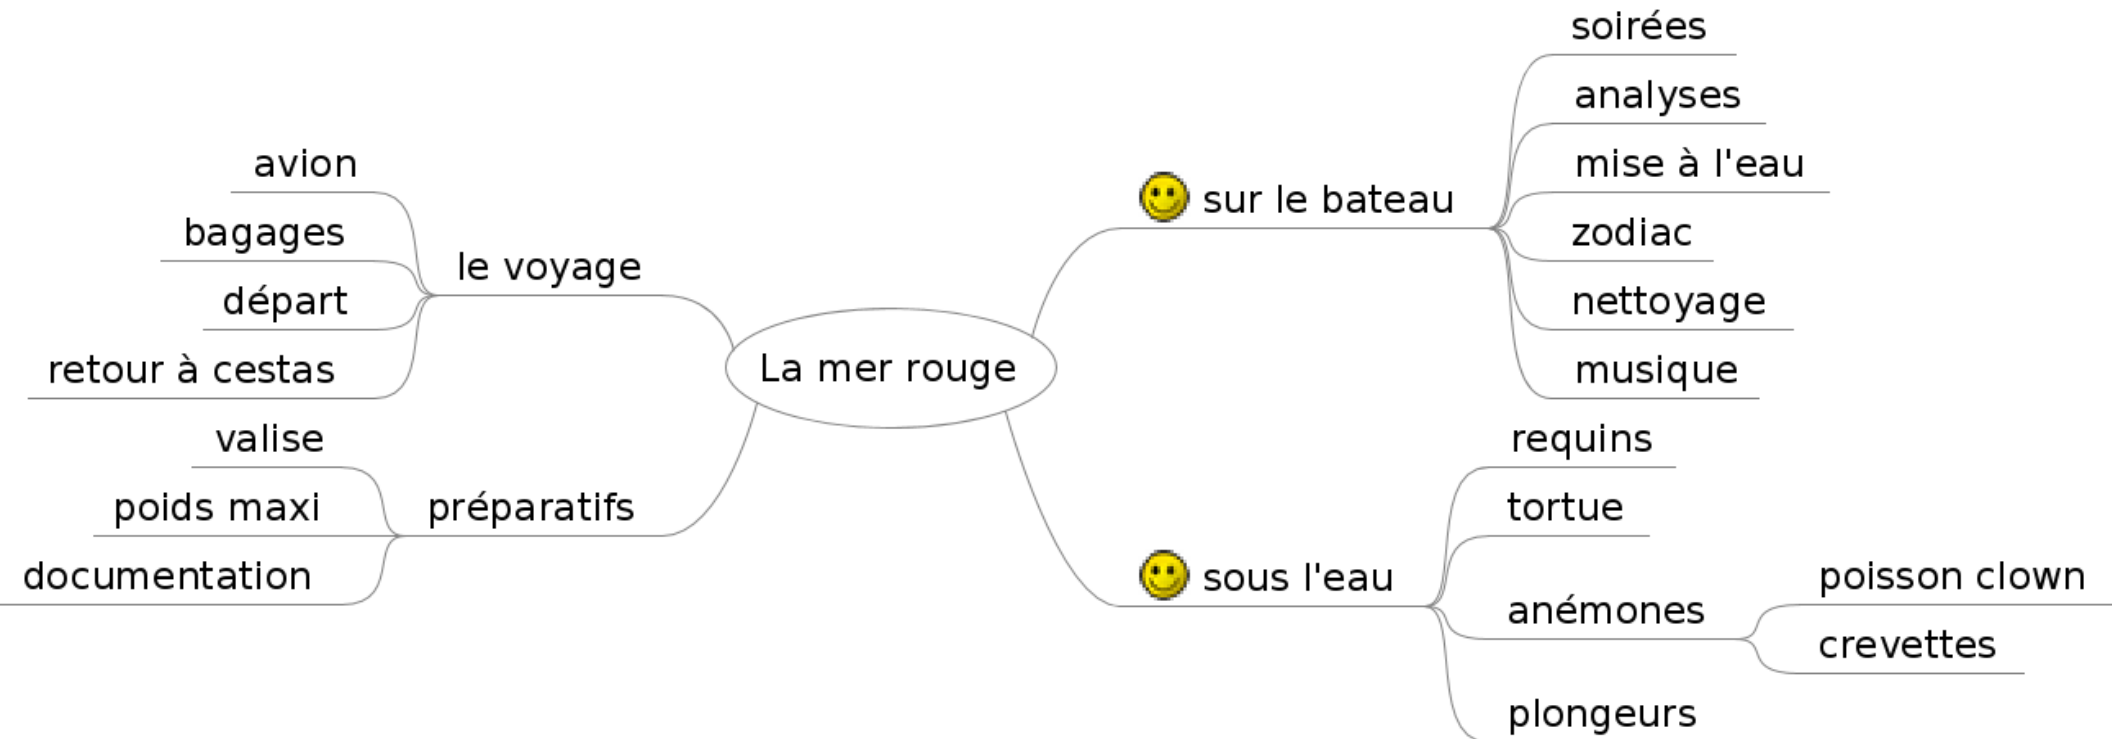 La mer rouge
le voyage
avion
bagages
départ
retour à cestas
préparatifs
valise
poids maxi
documentation
sur le bateau
soirées
analyses
mise à l'eau
zodiac
nettoyage
musique
sous l'eau
requins
tortue
anémones
poisson clown
crevettes
plongeurs